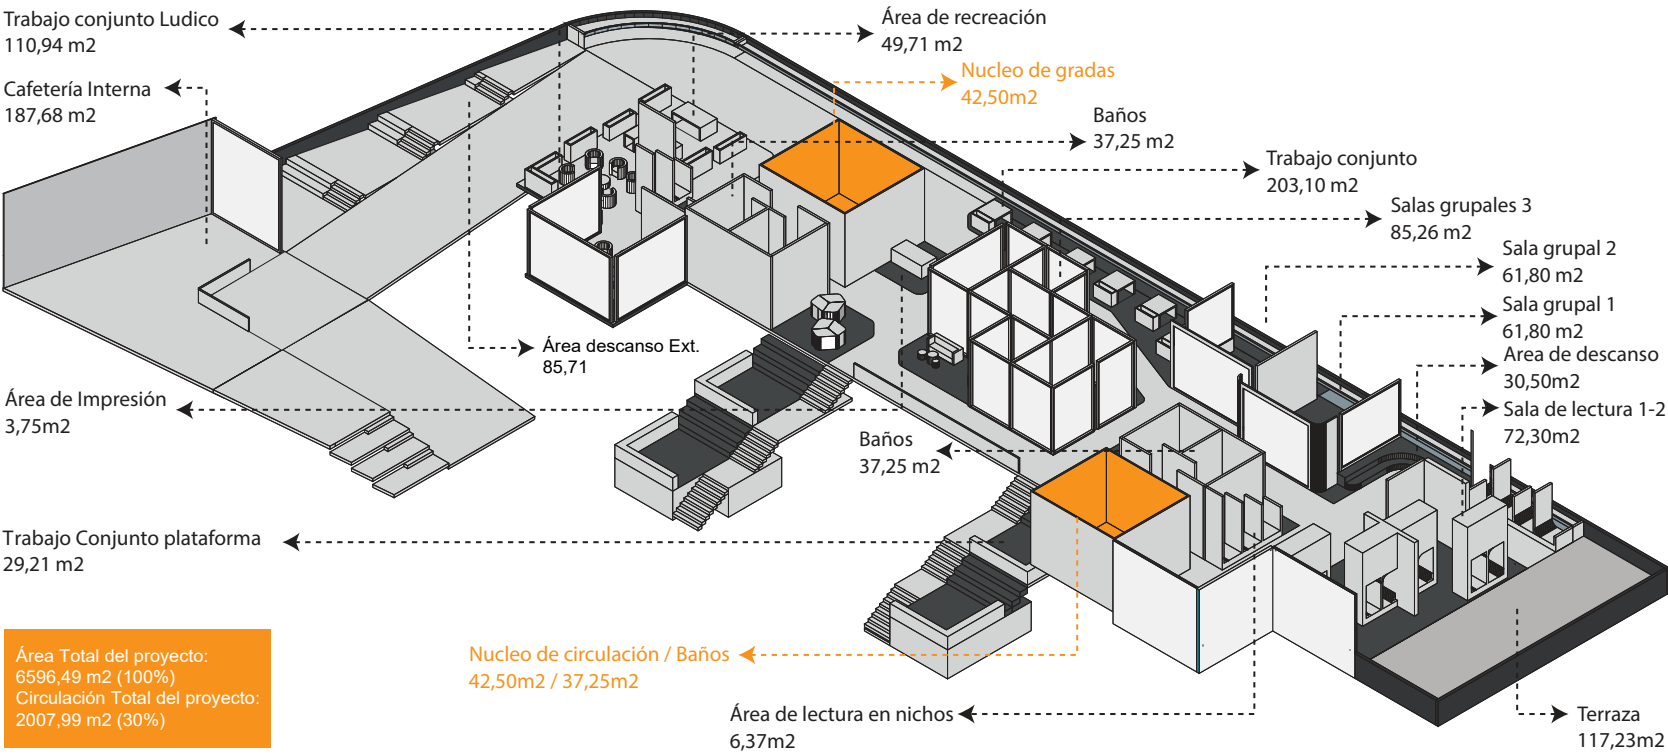 Trabajo conjunto Ludico
110,94 m2
Cafetería Interna
187,68 m2
Área de recreación
49,71 m2
Nucleo de gradas
42,50m2
Baños
37,25 m2
Trabajo conjunto
203,10 m2
Salas grupales 3
85,26 m2
Sala grupal 2
61,80 m2
Sala grupal 1
61,80 m2
Area de descanso
30,50m2
Sala de lectura 1-2
72,30m2
Área descanso Ext.
85,71
Área de Impresión
3,75m2
Baños
37,25 m2
Trabajo Conjunto plataforma
29,21 m2
Área Total del proyecto:
6596,49 m2 (100%)
Circulación Total del proyecto:
2007,99 m2 (30%)
Nucleo de circulación / Baños
42,50m2 / 37,25m2
Área de lectura en nichos
6,37m2
Terraza
117,23m2